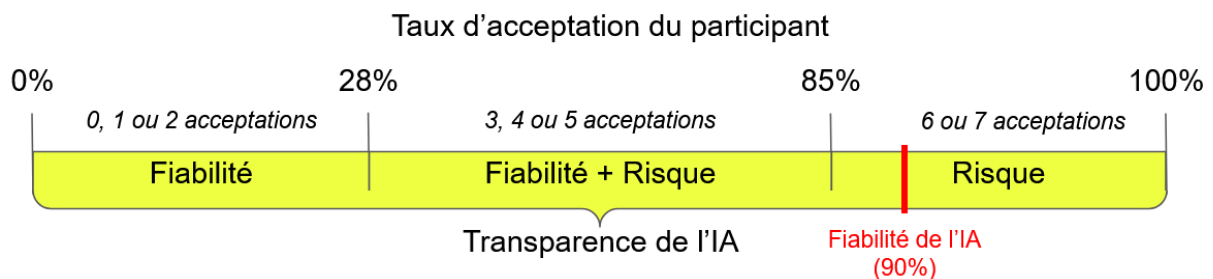 Taux d’acceptation du participant
0% 28% 85% 100%
0, 1 ou 2 acceptations 3, 4 ou 5 acceptations 6 ou 7 acceptations
Fiabilité Fiabilité + Risque Risque
Transparence de l’IA
Fiabilité de l’IA
(90%)